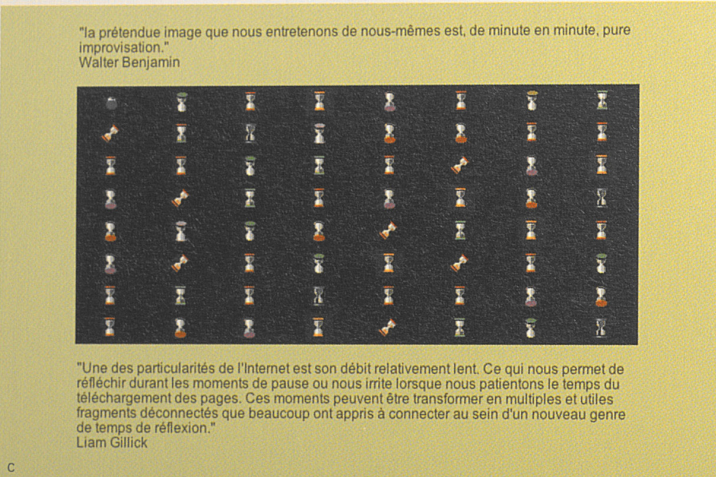 "la prétendue image que nous entretenons de nous-mêmes est, de minute en minute, pure
improvisation."
Walter Benjamin
"Une des particularités de l'Internet est son débit relativement lent. Ce qui nous permet de
réfléchir durant les moments de pause ou nous irrite lorsque nous patientons le temps du
téléchargement des pages. Ces moments peuvent être transformer en multiples et utiles
fragments déconnectés que beaucoup ont appris à connecter au sein d'un nouveau genre
de temps de réflexion."
Liam Gillick
C